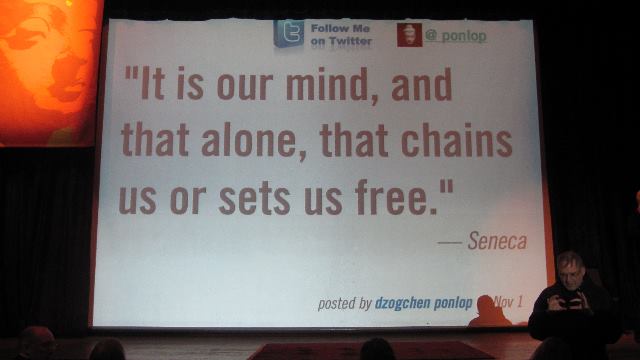 Follow Me
on Twitter
@ ponlop
"It is our mind, and
that alone, that chains
us or sets us free."
— Seneca
posted by dzogchen ponlop Nov 1